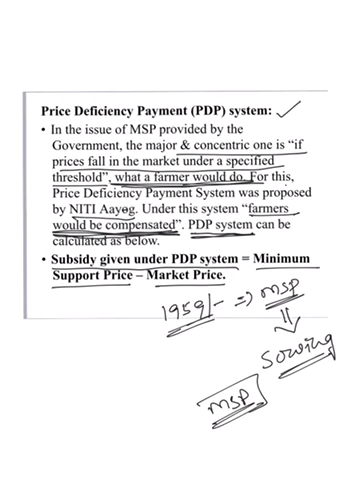 Price Deficiency Payment (PDP) system:
• In the issue of MSP provided by the
Government, the major & concentric one is “if
prices fall in the market under a specified
threshold”, what a farmer would do. For this,
Price Deficiency Payment System was proposed
by NITI Aayog. Under this system “farmers
would be compensated”. PDP system can be
calculated as below.
• Subsidy given under PDP system = Minimum
Support Price – Market Price.
1959/- => MSP
Sowing
MSP